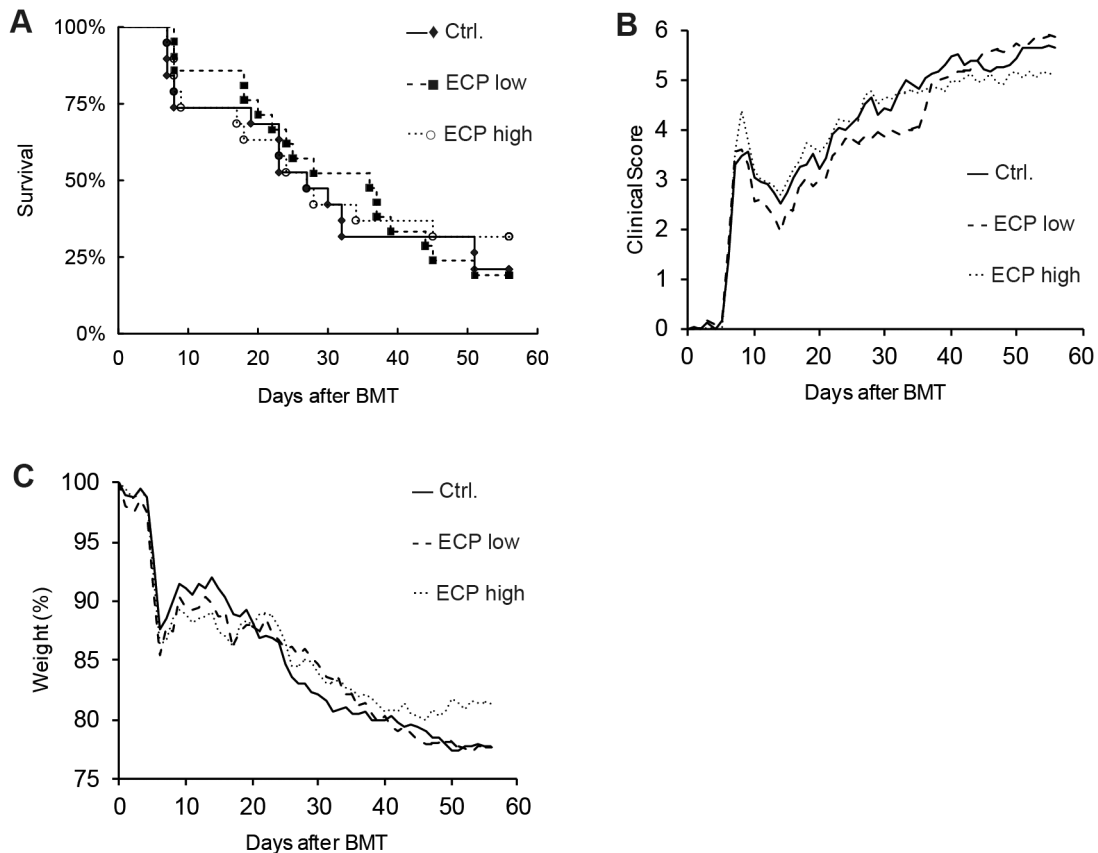 A
100%
75%
50%
25%
0%
Survival
0 10 20 30 40 50 60
Days after BMT
Ctrl.
ECP low
ECP high
B
6
5
4
3
2
1
0
Clinical Score
0 10 20 30 40 50 60
Days after BMT
Ctrl.
ECP low
ECP high
C
100
95
90
85
80
75
Weight (%)
0 10 20 30 40 50 60
Days after BMT
Ctrl.
ECP low
ECP high